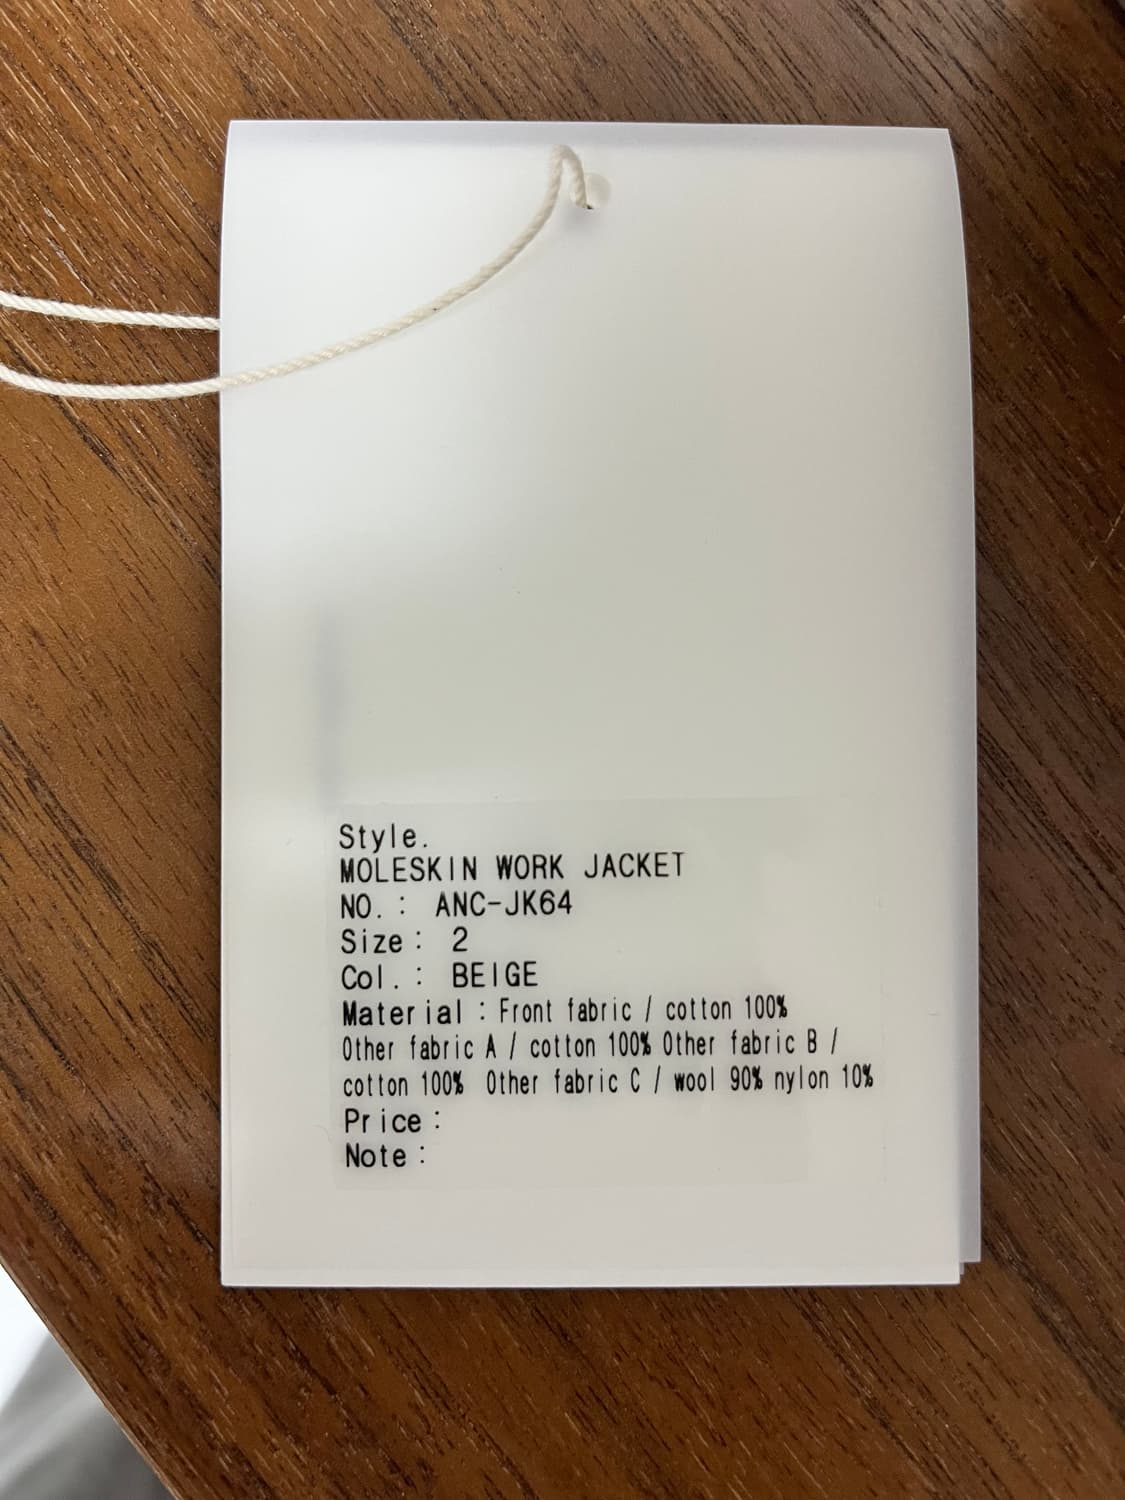 Style.
MOLESKIN WORK JACKET
NO.: ANC-JK64
Size: 2
Col.: BEIGE
Material: Front fabric / cotton 100%
Other fabric A / cotton 100% Other fabric B /
cotton 100% Other fabric C / wool 90% nylon 10%
Price:
Note: